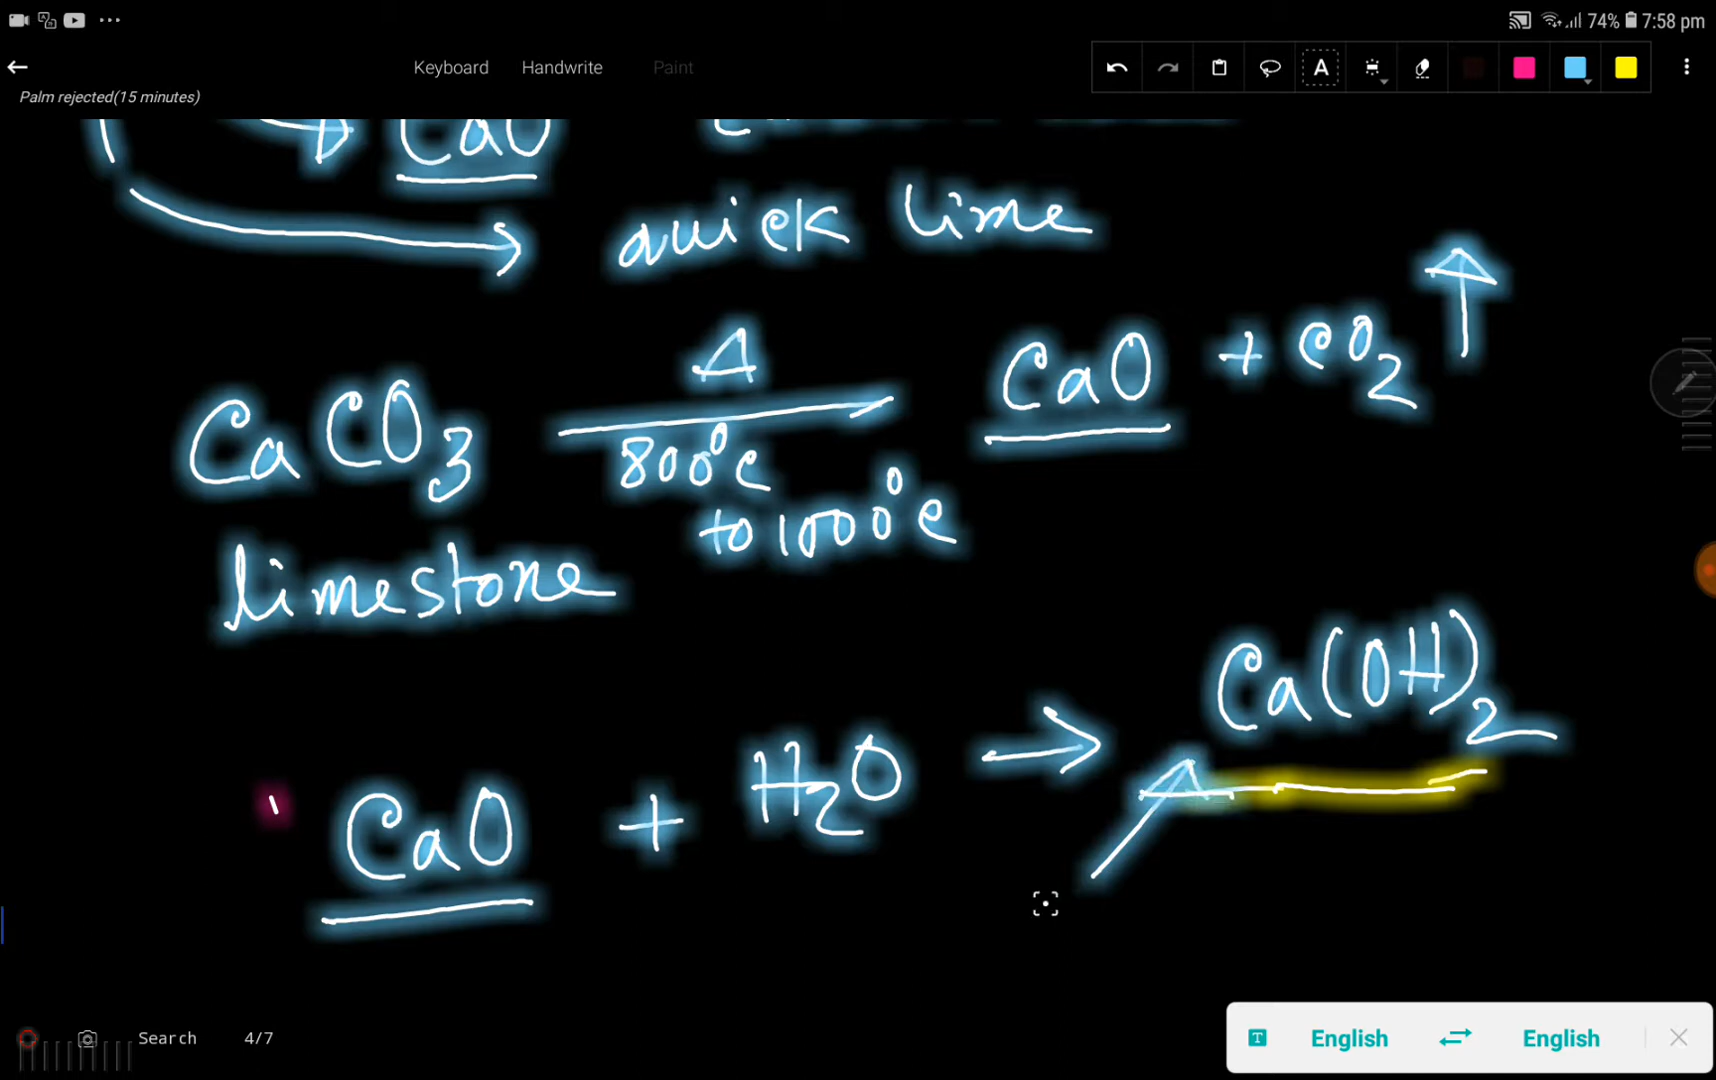 74% 7:58 pm
Keyboard Handwrite Paint
A
Palm rejected(15 minutes)
CaO
quick lime
CaCO₃ Δ CaO + CO₂ ↑
800°C
to 1000°C
limestone
CaO + H₂O → Ca(OH)₂
Search 4/7
English English